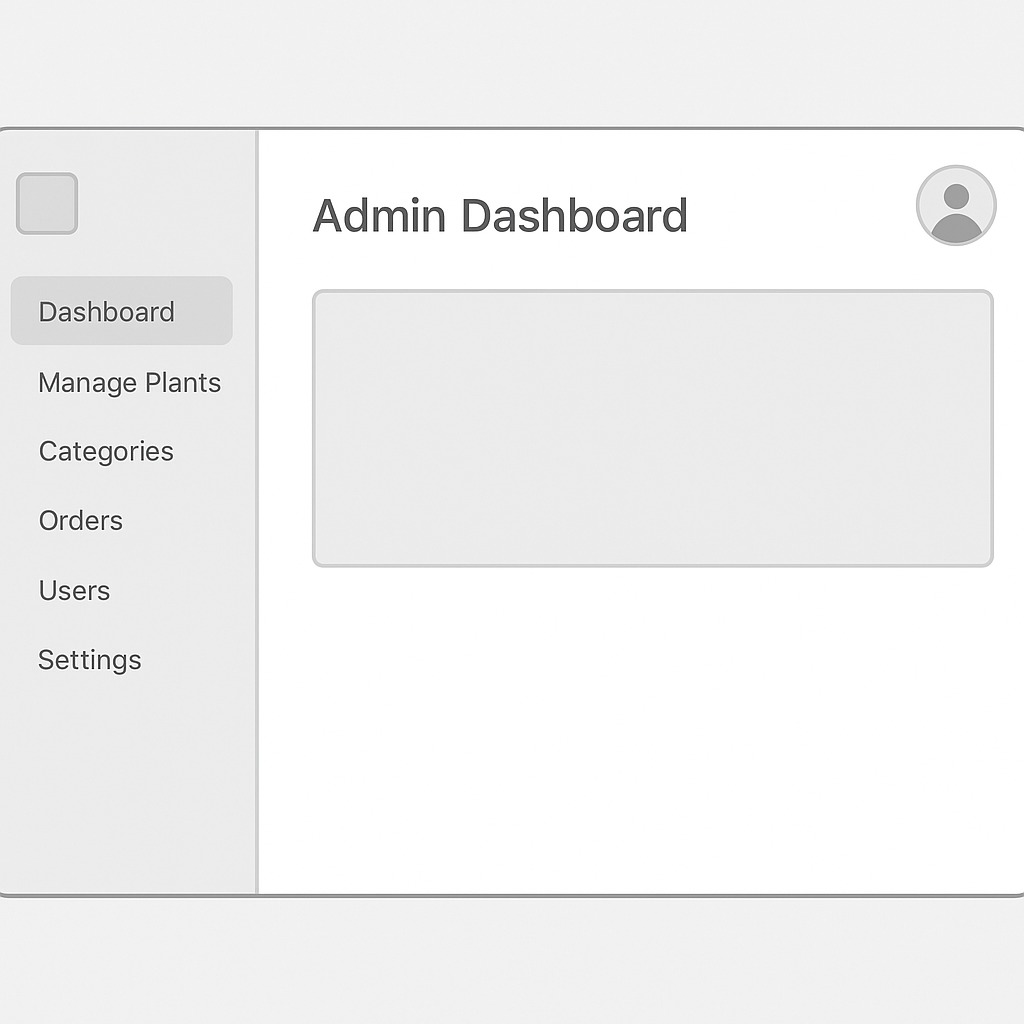 Admin Dashboard
Dashboard
Manage Plants
Categories
Orders
Users
Settings